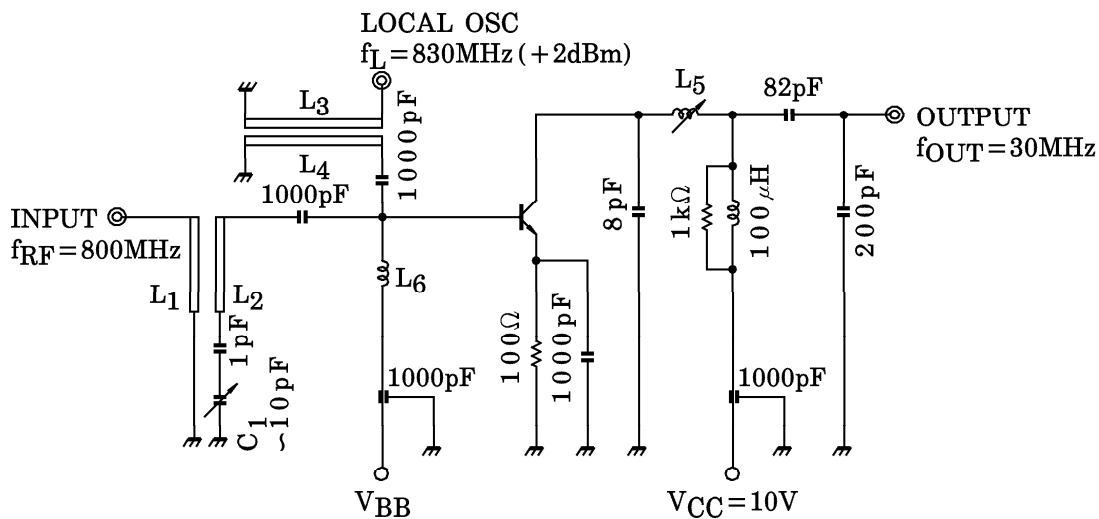 LOCAL OSC
fL=830MHz (+2dBm)
L3
L4
1000pF
1000pF
INPUT
fRF=800MHz
L1
L2
1pF
C1
~10pF
L6
1000pF
VBB
100Ω
1000pF
8pF
L5
82pF
1kΩ
100μH
200pF
1000pF
VCC=10V
OUTPUT
fOUT=30MHz